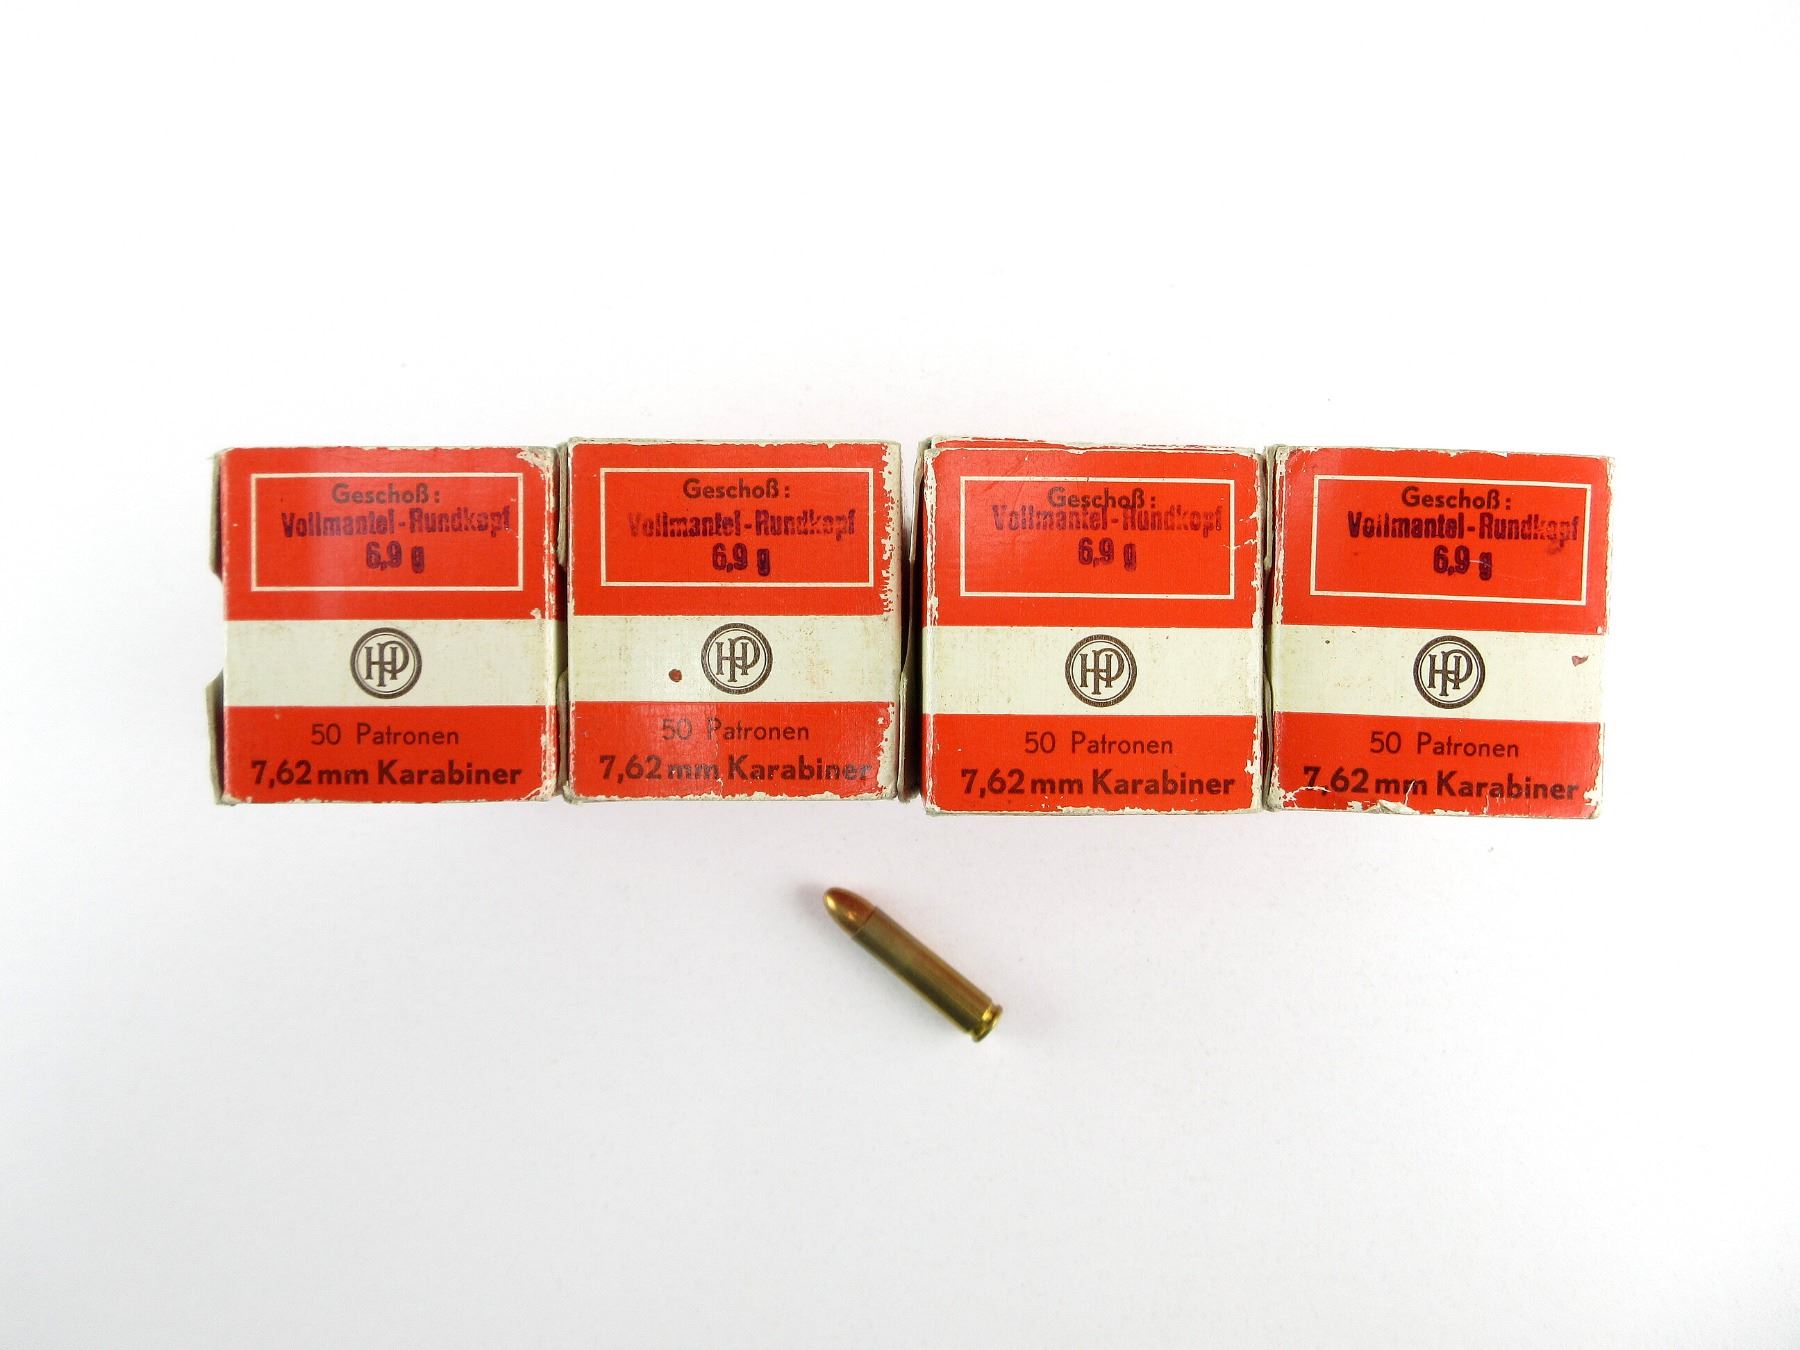 Geschoß:
Vollmantel-Rundkopf
6,9 g
HP
50 Patronen
7,62 mm Karabiner
Geschoß:
Vollmantel-Rundkopf
6,9 g
HP
50 Patronen
7,62 mm Karabiner
Geschoß:
Vollmantel-Rundkopf
6,9 g
HP
50 Patronen
7,62 mm Karabiner
Geschoß:
Vollmantel-Rundkopf
6,9 g
HP
50 Patronen
7,62 mm Karabiner